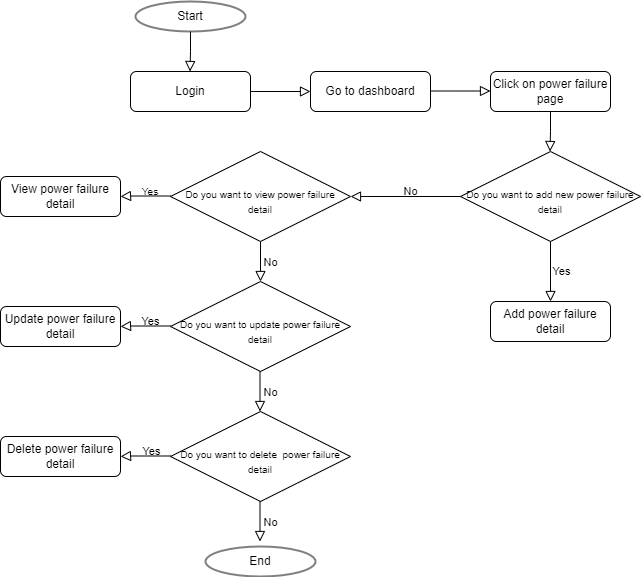 Start
Login
Go to dashboard
Click on power failure
page
Do you want to add new power failure
detail
No
Do you want to view power failure
detail
Yes
View power failure
detail
Yes
Add power failure
detail
No
Do you want to update power failure
detail
Yes
Update power failure
detail
No
Do you want to delete  power failure
detail
Yes
Delete power failure
detail
No
End